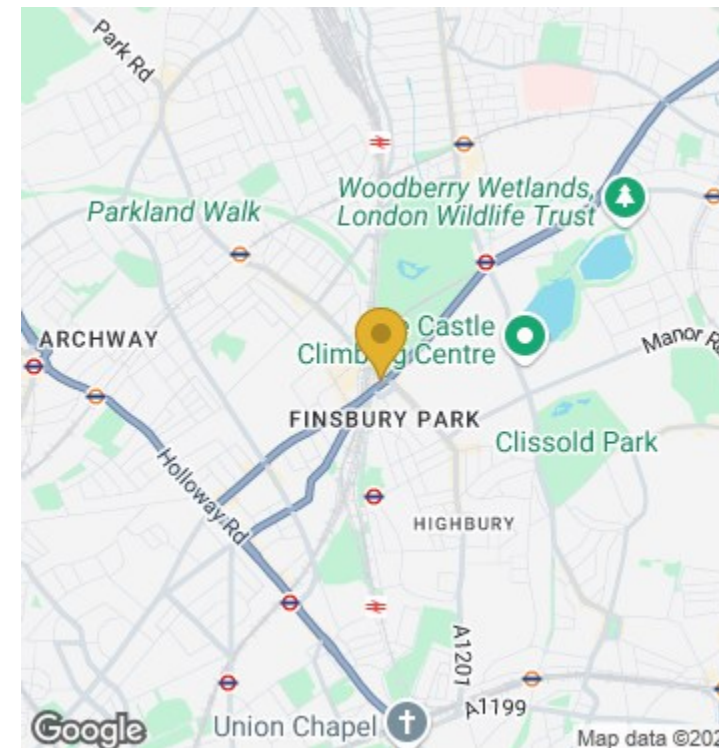 Park Rd
Woodberry Wetlands,
London Wildlife Trust
Parkland Walk
ARCHWAY
Castle
Centre
Manor
FINSBURY PARK
Clissold Park
Holloway Rd
HIGHBURY
A1201
A1199
Union Chapel
Google
Map data